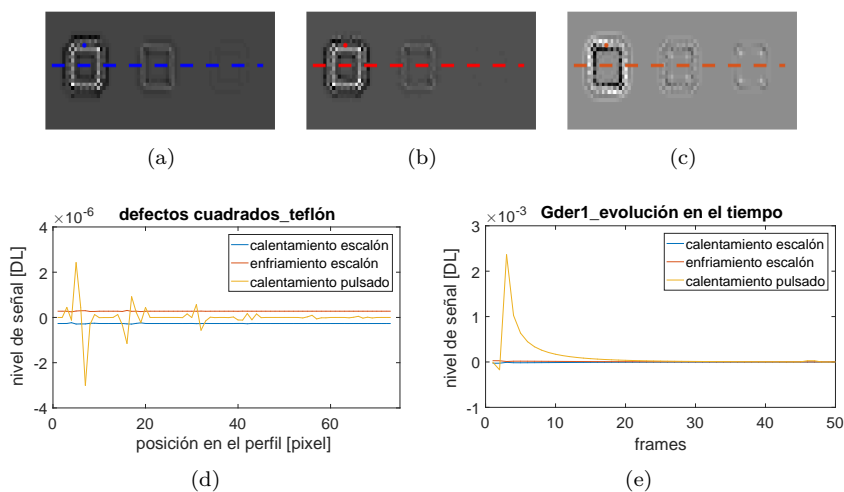 (a)
(b)
(c)
defectos cuadrados_teflón
×10⁻⁶
nivel de señal [DL]
4
2
0
-2
-4
0
20
40
60
calentamiento escalón
enfriamiento escalón
calentamiento pulsado
posición en el perfil [pixel]
(d)
Gder1_evolución en el tiempo
×10⁻³
nivel de señal [DL]
3
2
1
0
-1
0
10
20
30
40
50
calentamiento escalón
enfriamiento escalón
calentamiento pulsado
frames
(e)